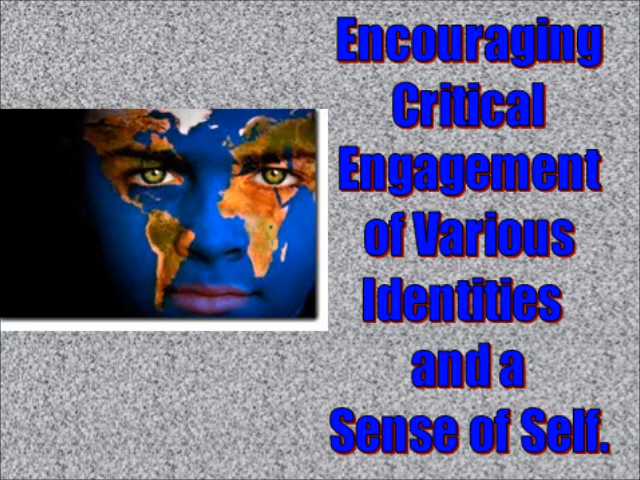 Encouraging
Critical
Engagement
of Various
Identities
and a
Sense of Self.